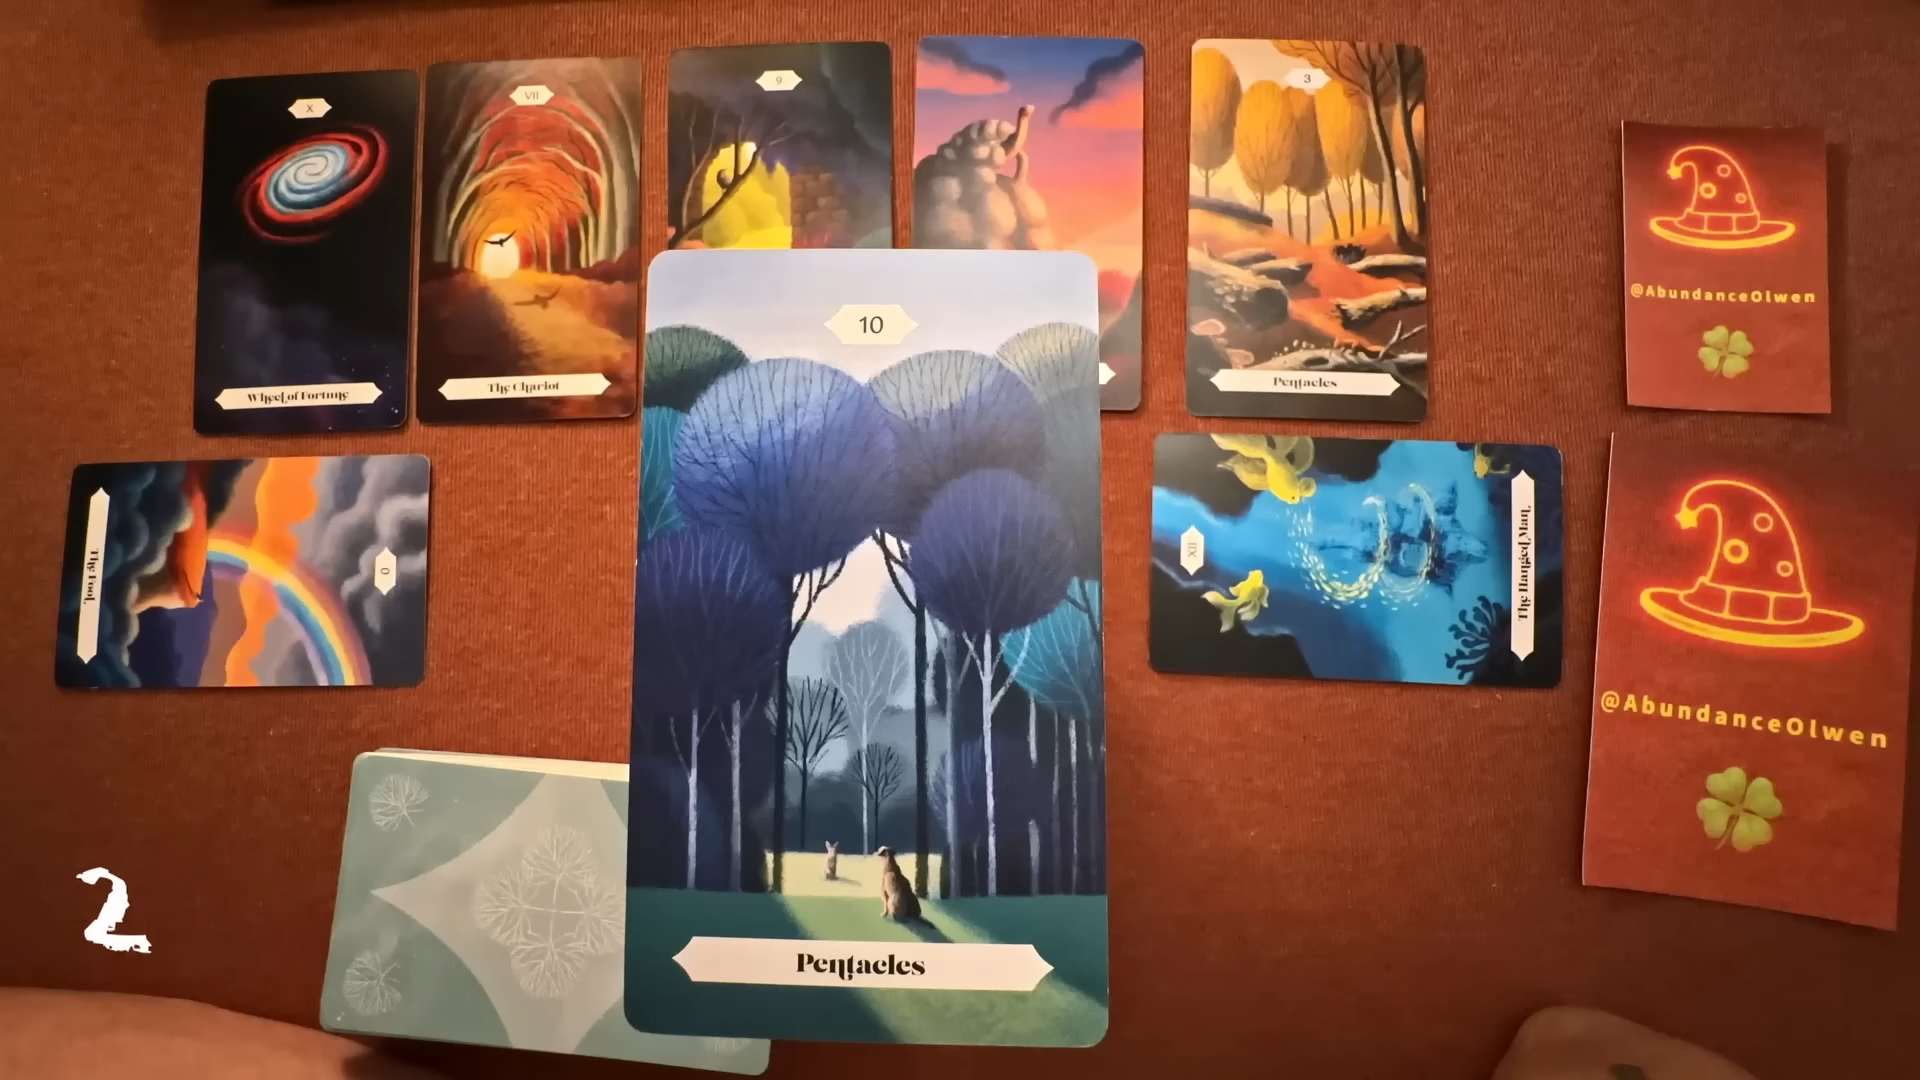 X
Wheel of Fortune
VII
The Chariot
9
3
Pentacles
@AbundanceOlwen
The Fool
0
10
Pentacles
XII
The Hanged Man
@AbundanceOlwen
2